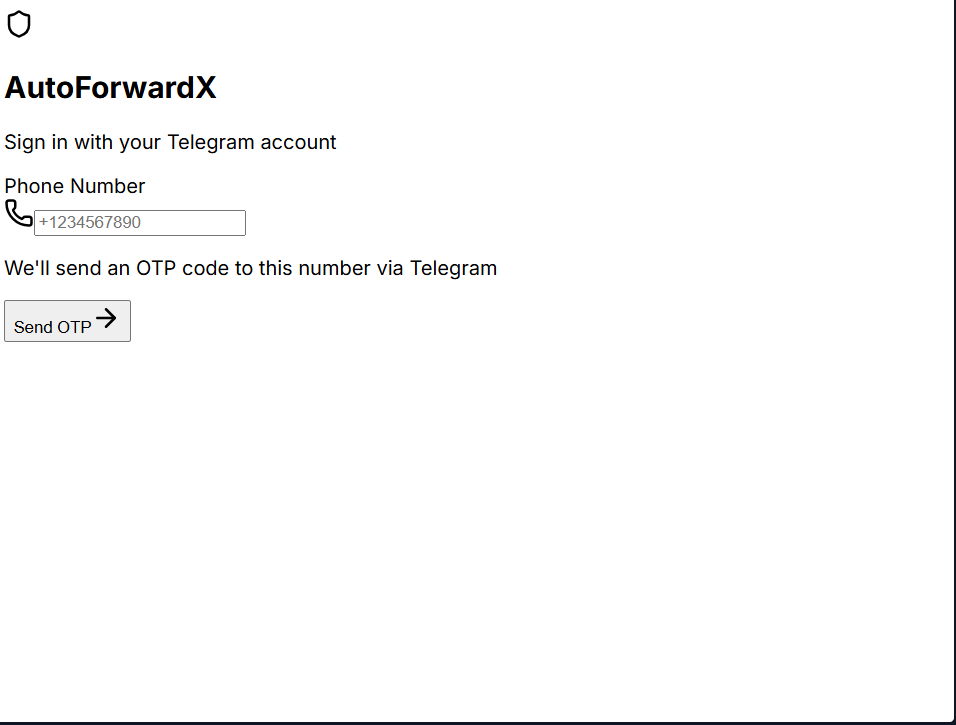 AutoForwardX
Sign in with your Telegram account
Phone Number
+1234567890
We'll send an OTP code to this number via Telegram
Send OTP